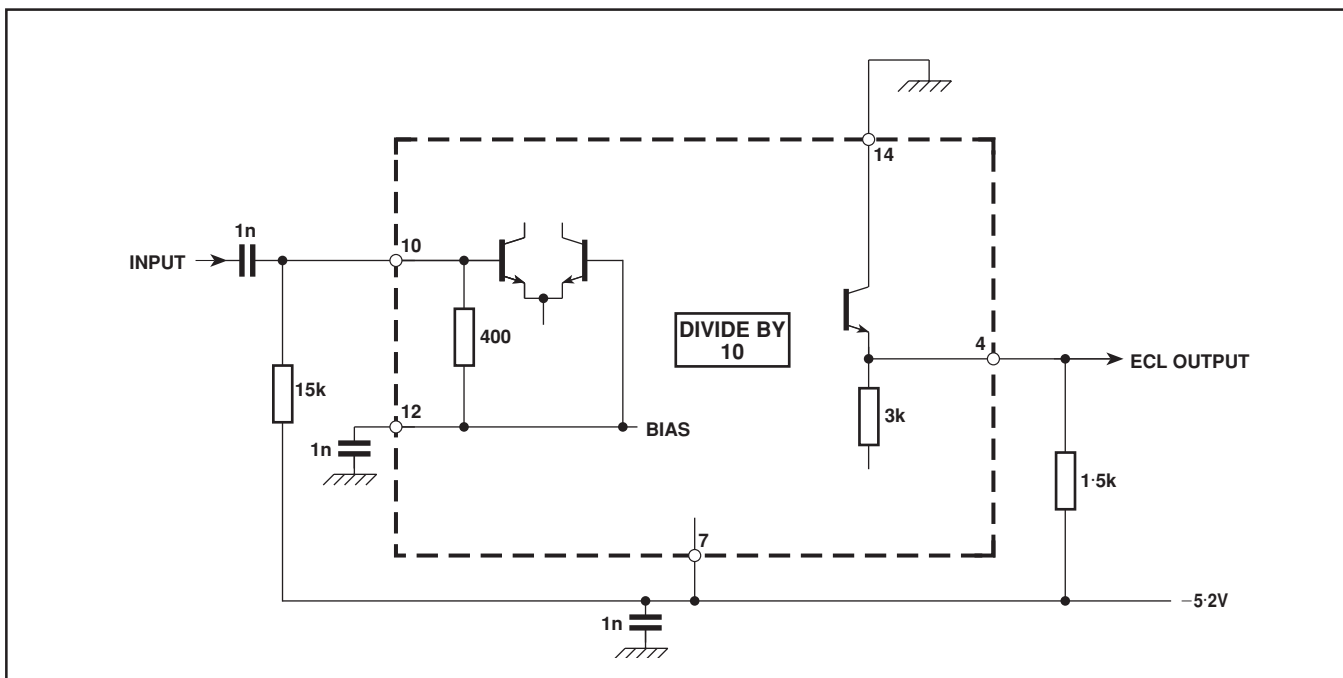 14
1n
INPUT
10
400
DIVIDE BY
10
4
ECL OUTPUT
15k
3k
12
BIAS
1n
1·5k
7
−5·2V
1n